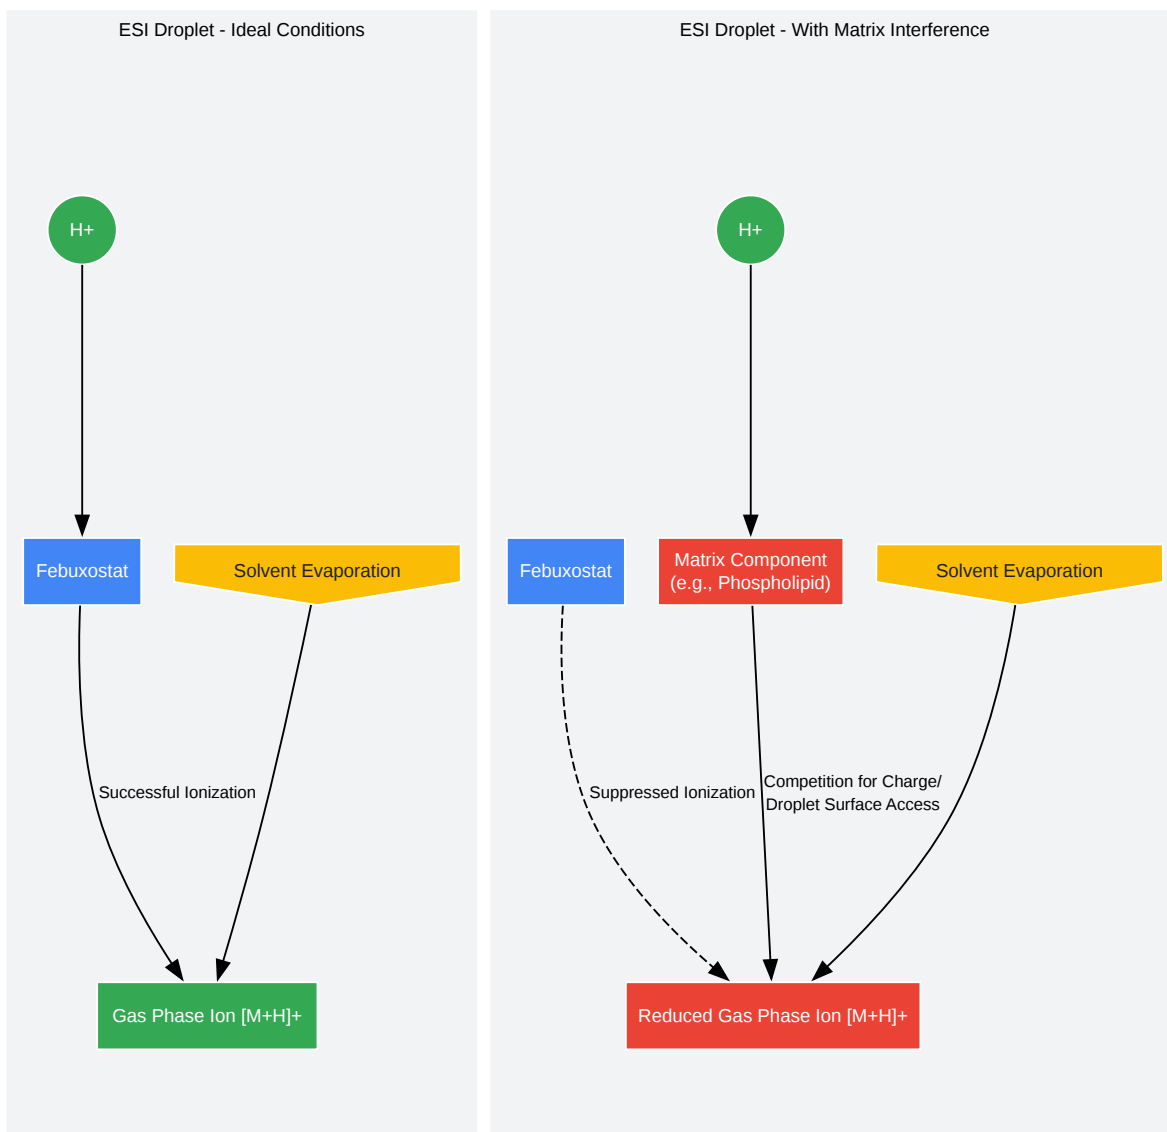 ESI Droplet - Ideal Conditions
H+
Febuxostat
Solvent Evaporation
Successful Ionization
Gas Phase Ion [M+H]+
ESI Droplet - With Matrix Interference
H+
Febuxostat
Matrix Component
(e.g., Phospholipid)
Solvent Evaporation
Suppressed Ionization
Competition for Charge/
Droplet Surface Access
Reduced Gas Phase Ion [M+H]+